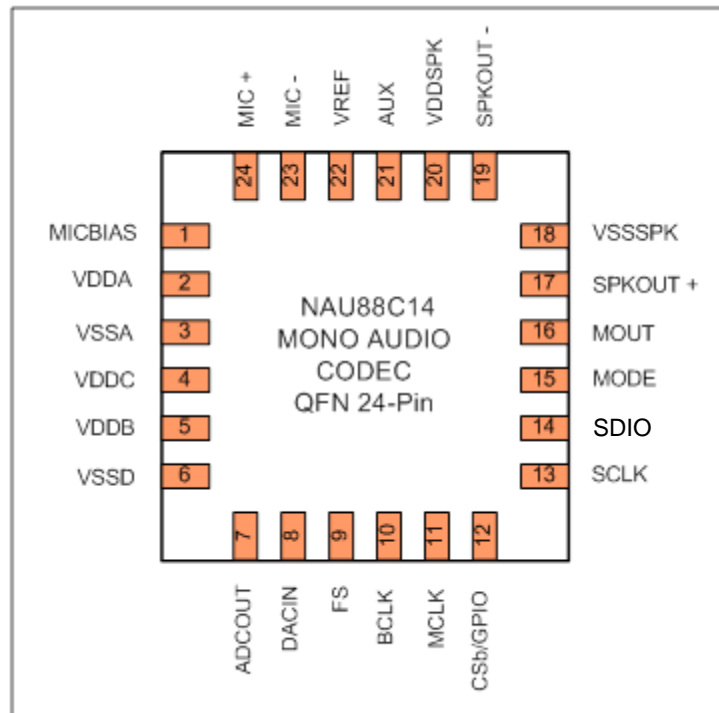 MIC +
MIC -
VREF
AUX
VDDSPK
SPKOUT -
24
23
22
21
20
19
MICBIAS
1
VDDA
2
VSSA
3
VDDC
4
VDDB
5
VSSD
6
NAU88C14
MONO AUDIO
CODEC
QFN 24-Pin
18
VSSSPK
17
SPKOUT +
16
MOUT
15
MODE
14
SDIO
13
SCLK
7
8
9
10
11
12
ADCOUT
DACIN
FS
BCLK
MCLK
CSb/GPIO